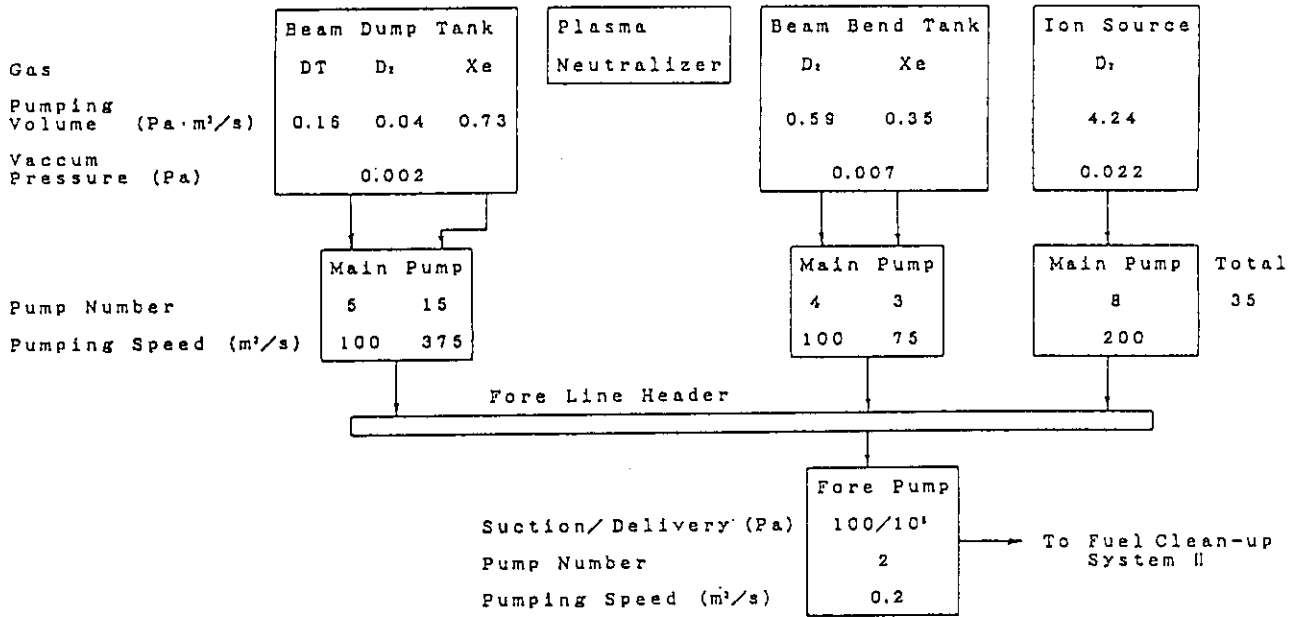 Beam Dump Tank Plasma Beam Bend Tank Ion Source
Gas DT D₂ Xe Neutralizer D₂ Xe D₂
Pumping
Volume (Pa·m³/s) 0.16 0.04 0.73 0.59 0.35 4.24
Vaccum
Pressure (Pa) 0.002 0.007 0.022
Main Pump Main Pump Main Pump Total
Pump Number 5 15 4 3 8 35
Pumping Speed (m³/s) 100 375 100 75 200
Fore Line Header
Fore Pump
Suction/Delivery (Pa) 100/10⁵
To Fuel Clean-up
Pump Number 2 System II
Pumping Speed (m³/s) 0.2